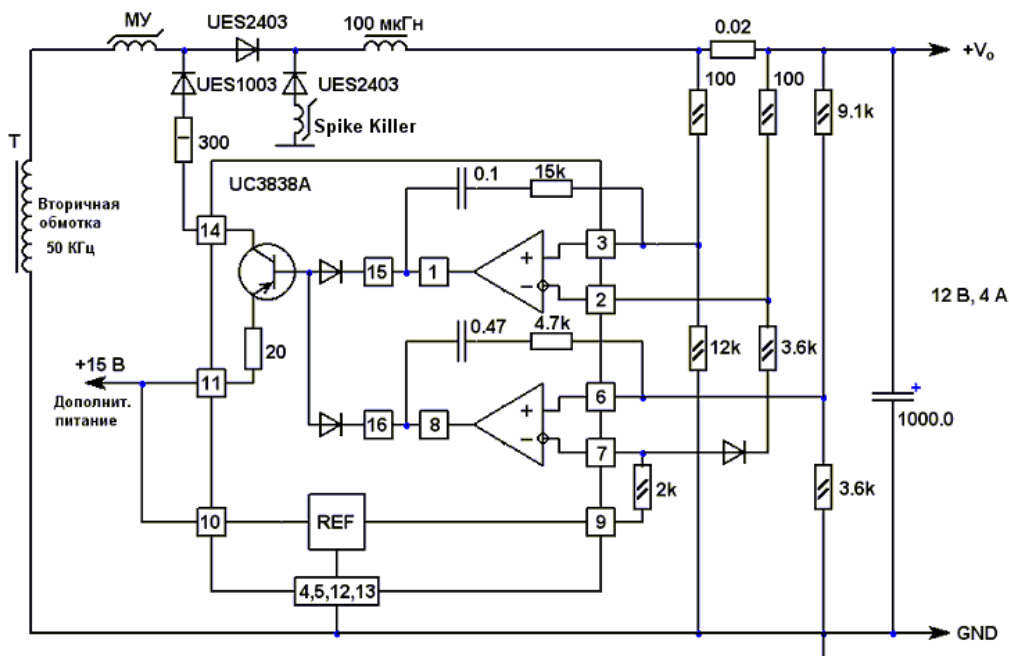 МУ
UES2403
100 мкГн
0.02
+Vo
UES1003
UES2403
100
100
9.1k
Spike Killer
300
T
UC3838A
0.1
15k
Вторичная
обмотка
50 КГц
14
3
+
15
1
–
2
12 В, 4 А
20
0.47
4.7k
12k
3.6k
+15 В
11
Дополнит.
питание
6
+
1000.0
+
16
8
–
7
2k
3.6k
10
REF
9
4,5,12,13
GND